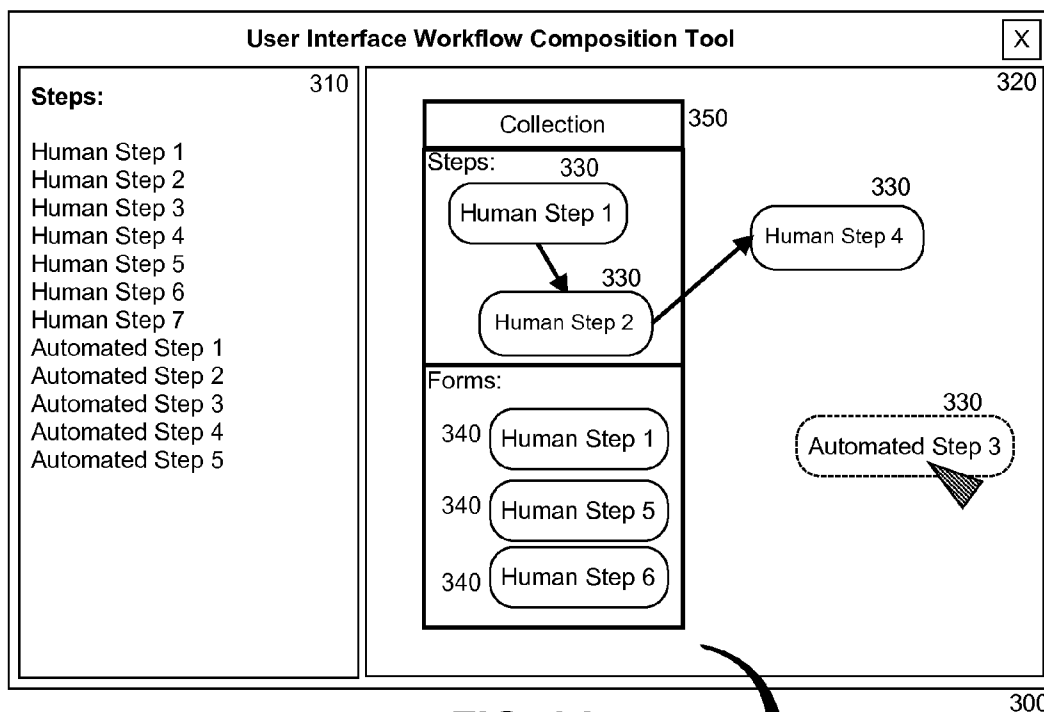 User Interface Workflow Composition Tool
X
310
Steps:
Human Step 1
Human Step 2
Human Step 3
Human Step 4
Human Step 5
Human Step 6
Human Step 7
Automated Step 1
Automated Step 2
Automated Step 3
Automated Step 4
Automated Step 5
320
Collection
350
Steps:
330
Human Step 1
330
Human Step 2
330
Human Step 4
Forms:
340
Human Step 1
340
Human Step 5
340
Human Step 6
330
Automated Step 3
300